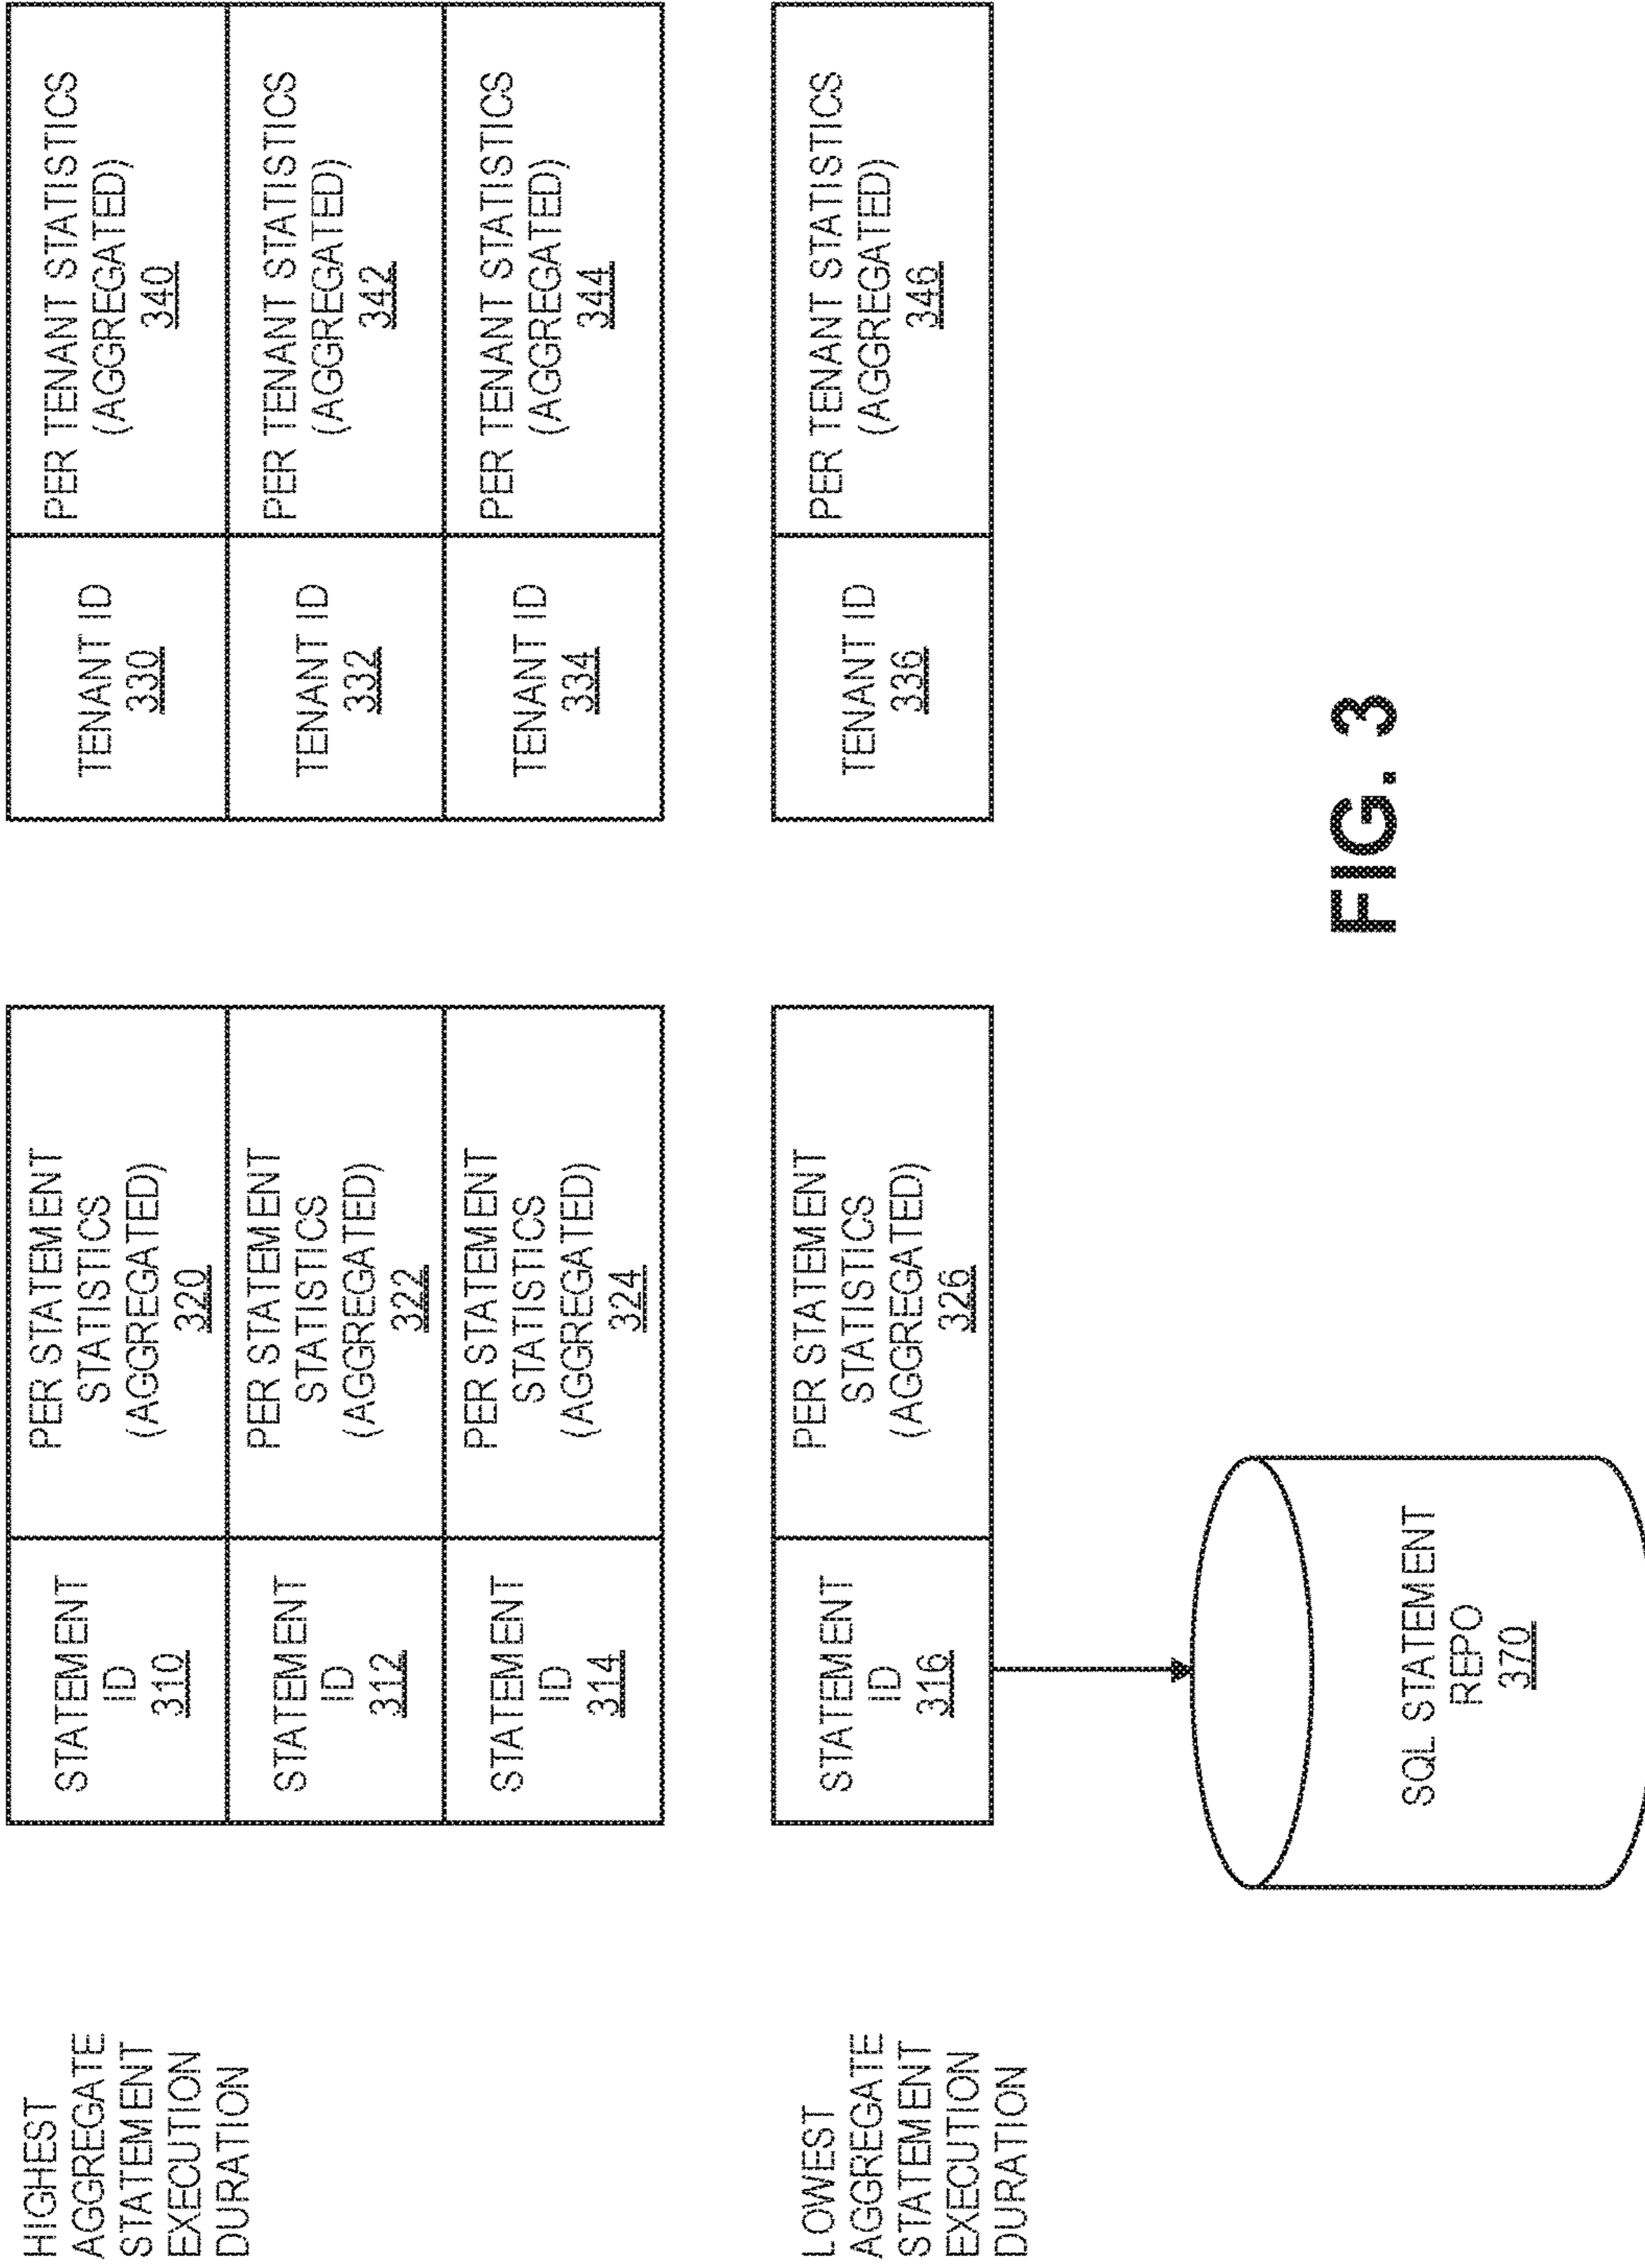 HIGHEST
AGGREGATE
STATEMENT
EXECUTION
DURATION
STATEMENT
ID
310
PER STATEMENT
STATISTICS
(AGGREGATED)
320
TENANT ID
330
PER TENANT STATISTICS
(AGGREGATED)
340
STATEMENT
ID
312
PER STATEMENT
STATISTICS
(AGGREGATED)
322
TENANT ID
332
PER TENANT STATISTICS
(AGGREGATED)
342
STATEMENT
ID
314
PER STATEMENT
STATISTICS
(AGGREGATED)
324
TENANT ID
334
PER TENANT STATISTICS
(AGGREGATED)
344
LOWEST
AGGREGATE
STATEMENT
EXECUTION
DURATION
STATEMENT
ID
316
PER STATEMENT
STATISTICS
(AGGREGATED)
326
TENANT ID
336
PER TENANT STATISTICS
(AGGREGATED)
346
SQL STATEMENT
REPO
370
FIG. 3